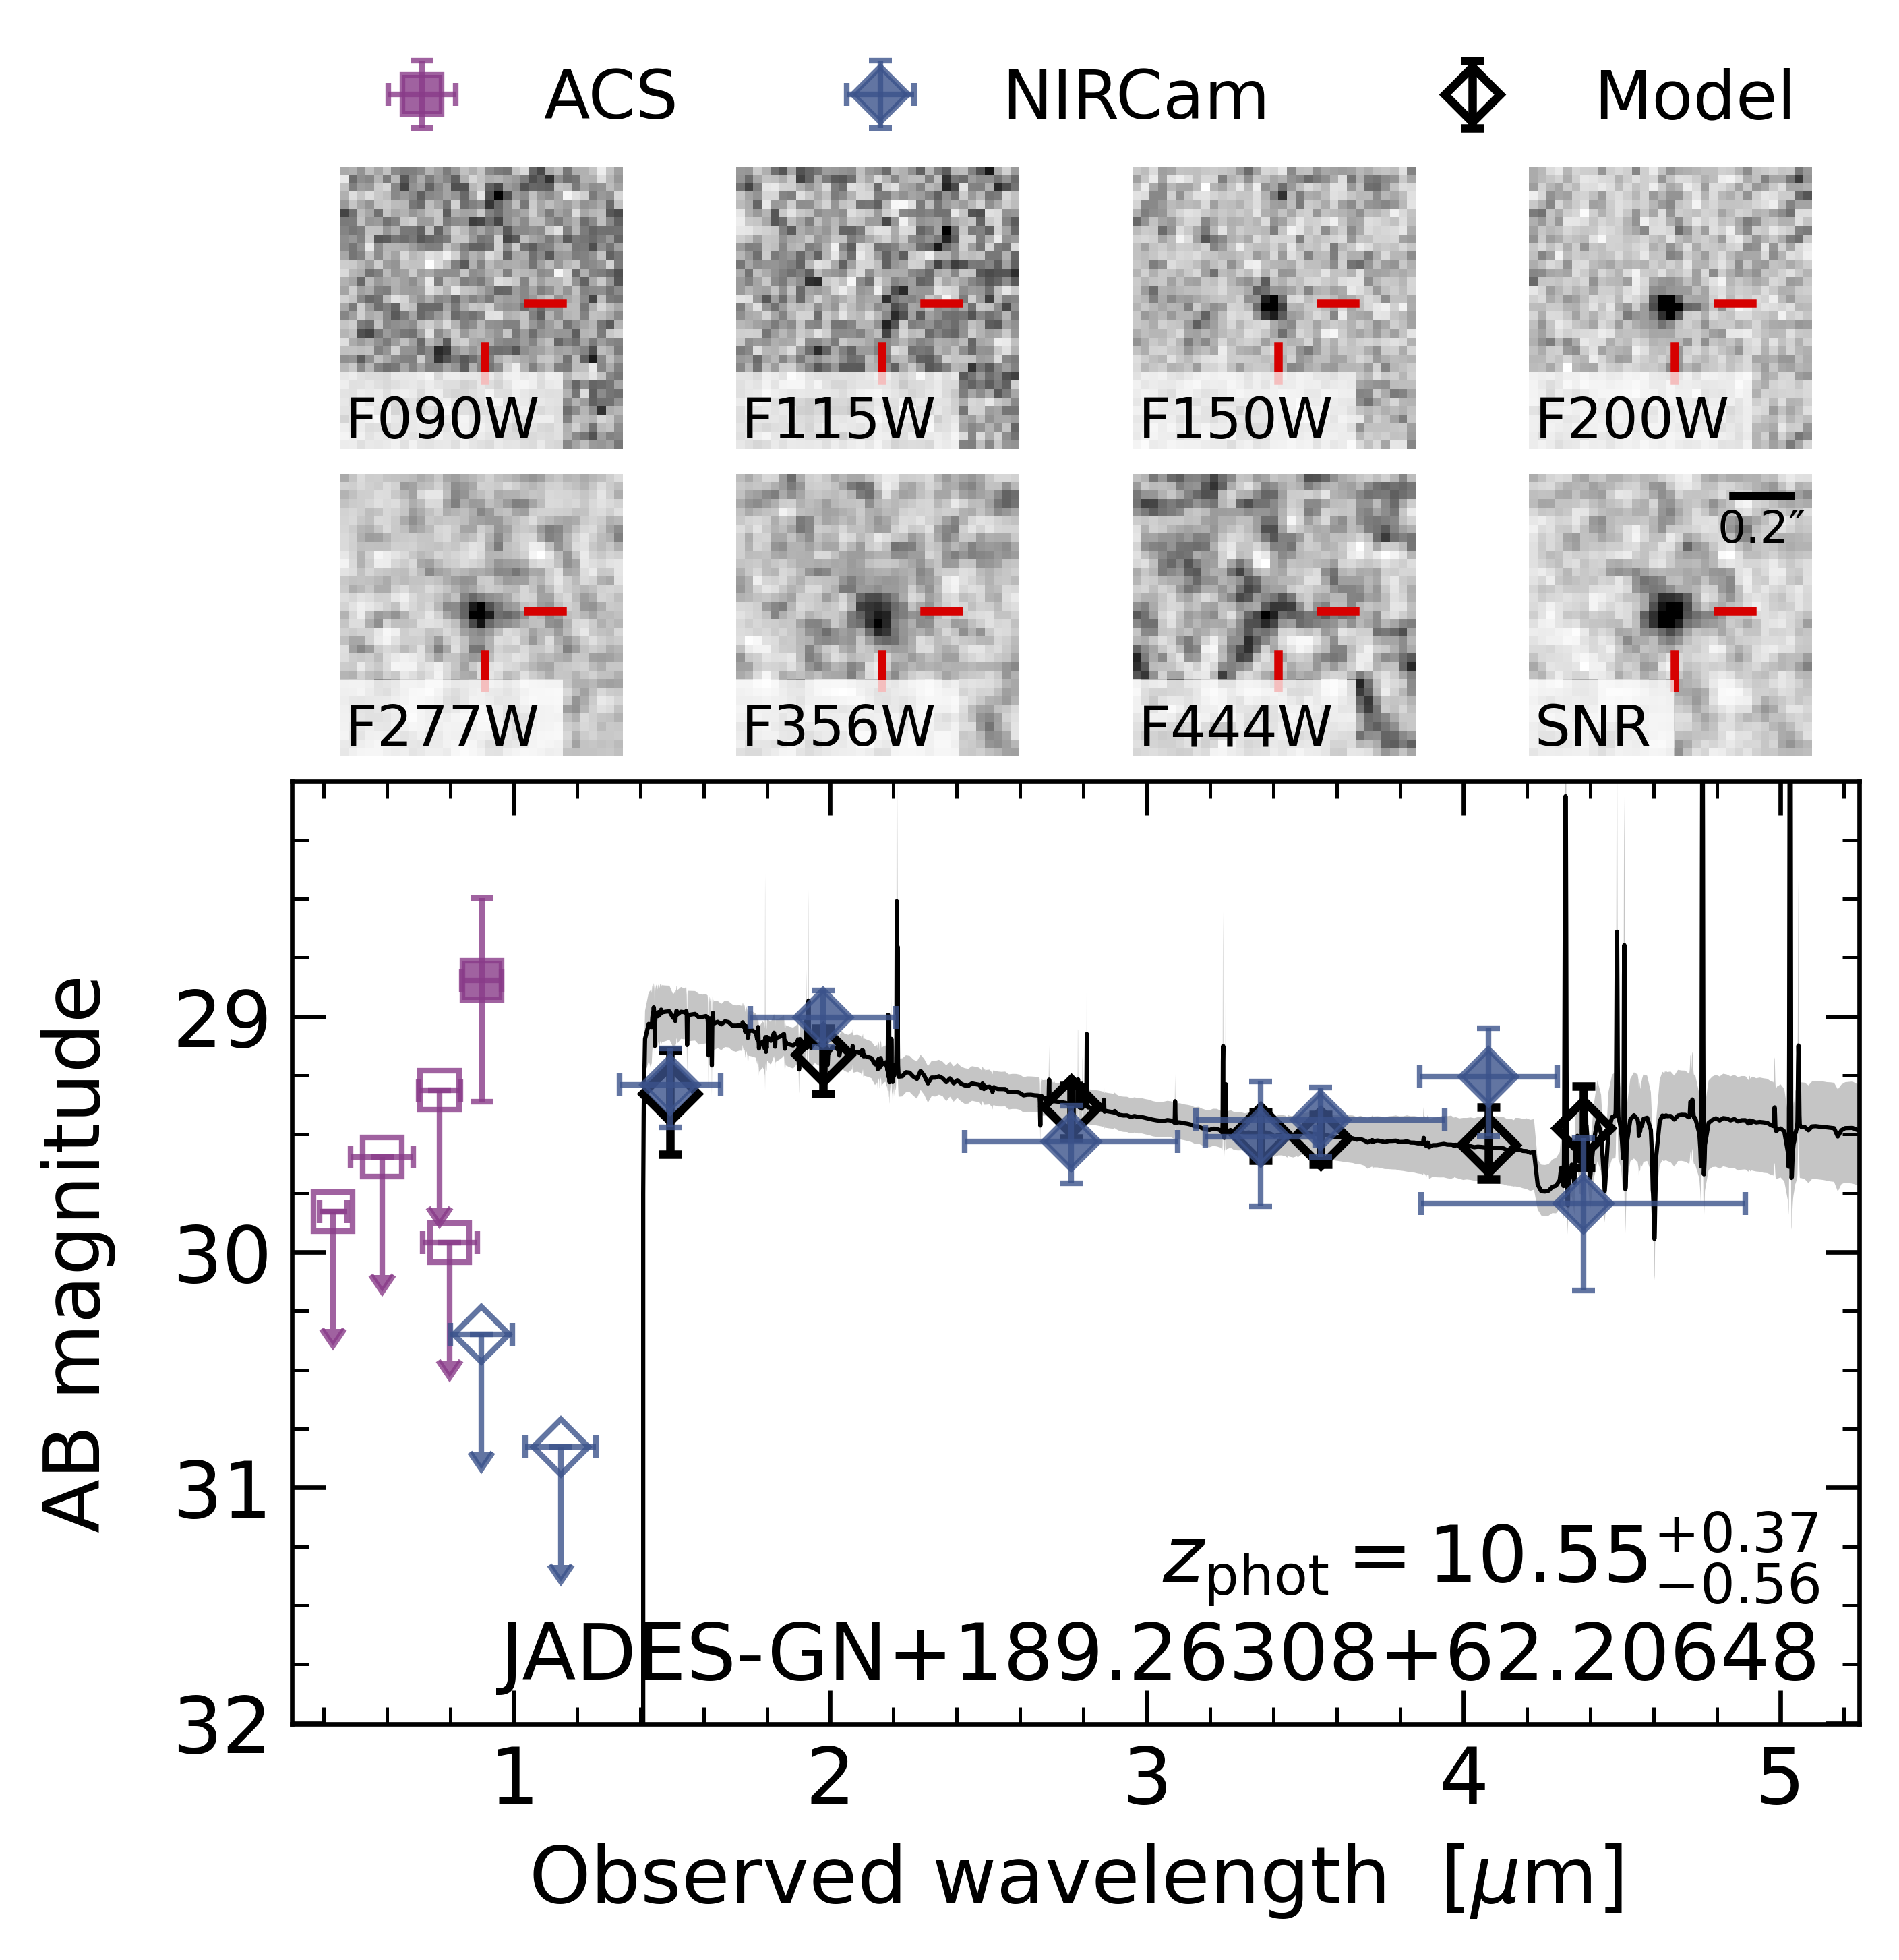 ACS NIRCam Model
F090W F115W F150W F200W
0.2″
F277W F356W F444W SNR
AB magnitude
29
30
31
32
z_phot = 10.55 +0.37 −0.56
JADES-GN+189.26308+62.20648
1 2 3 4 5
Observed wavelength [μm]